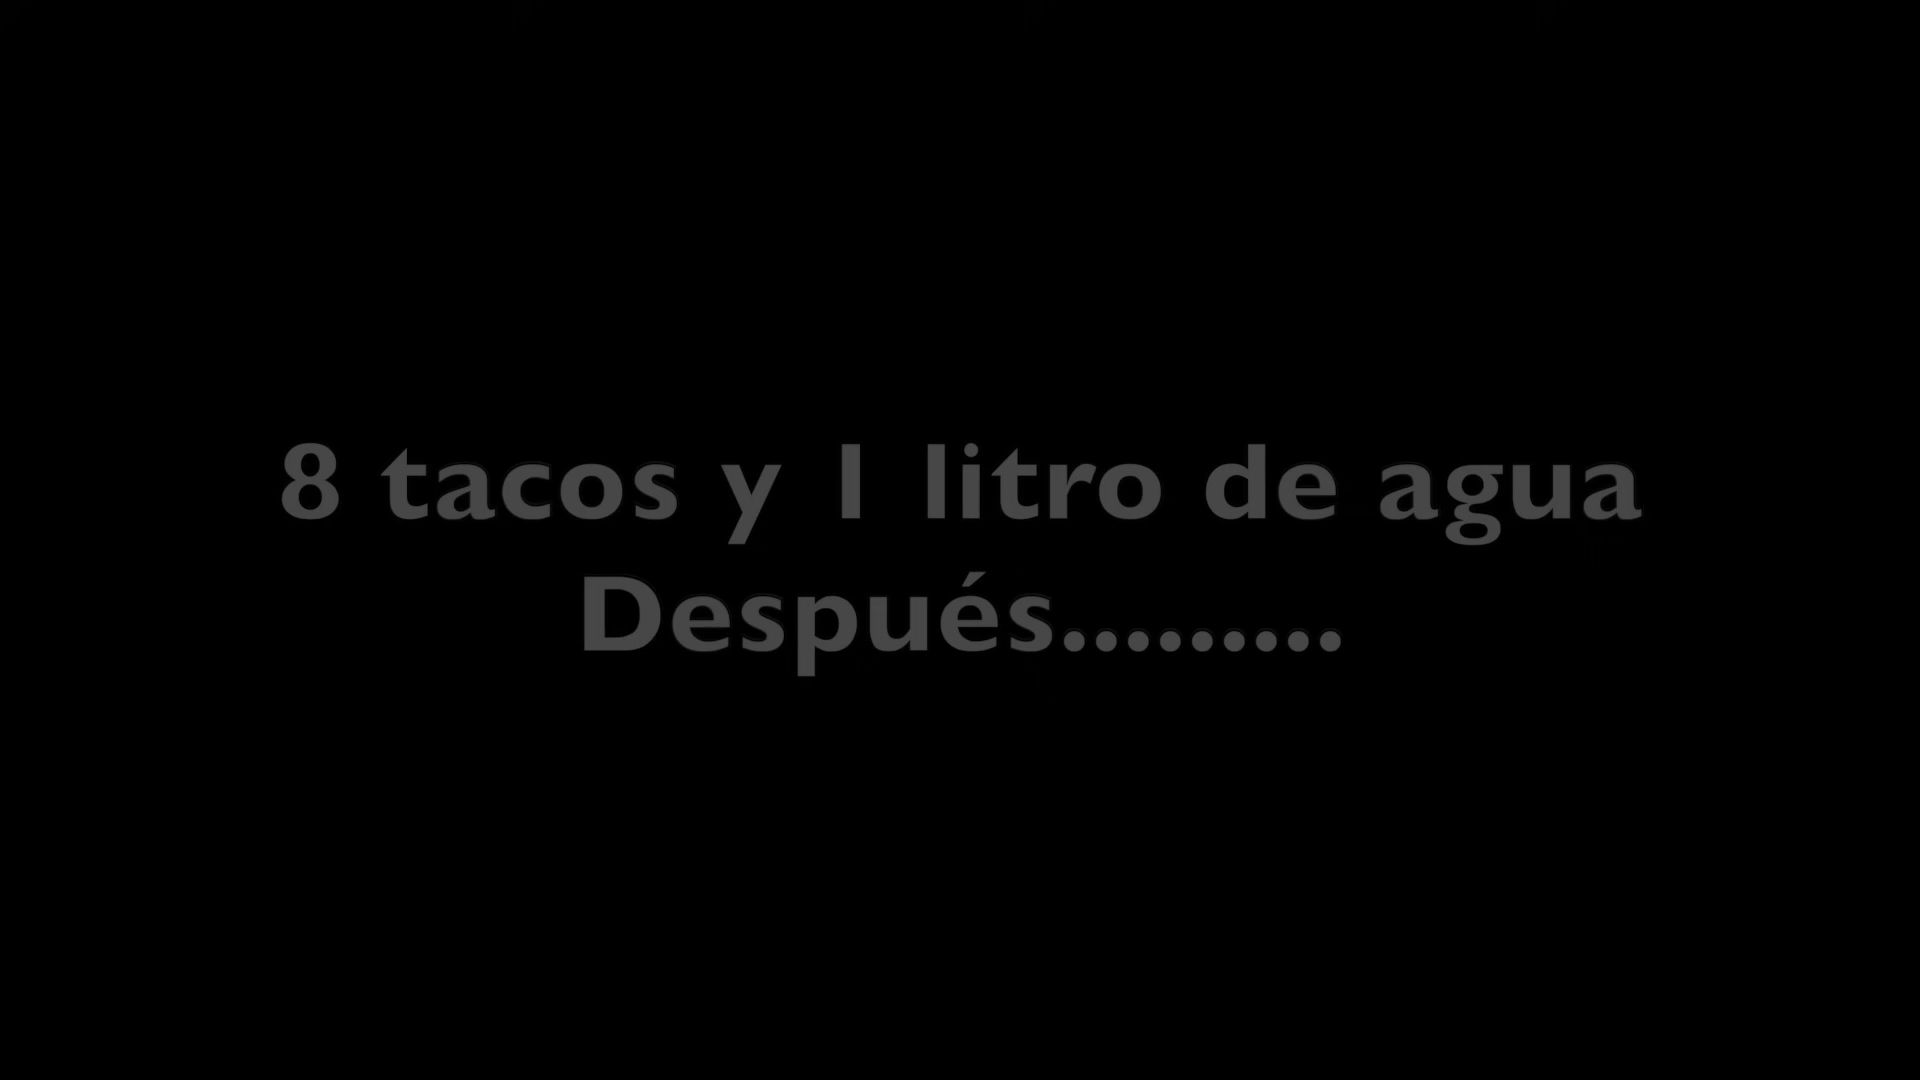 8 tacos y 1 litro de agua
Después.........